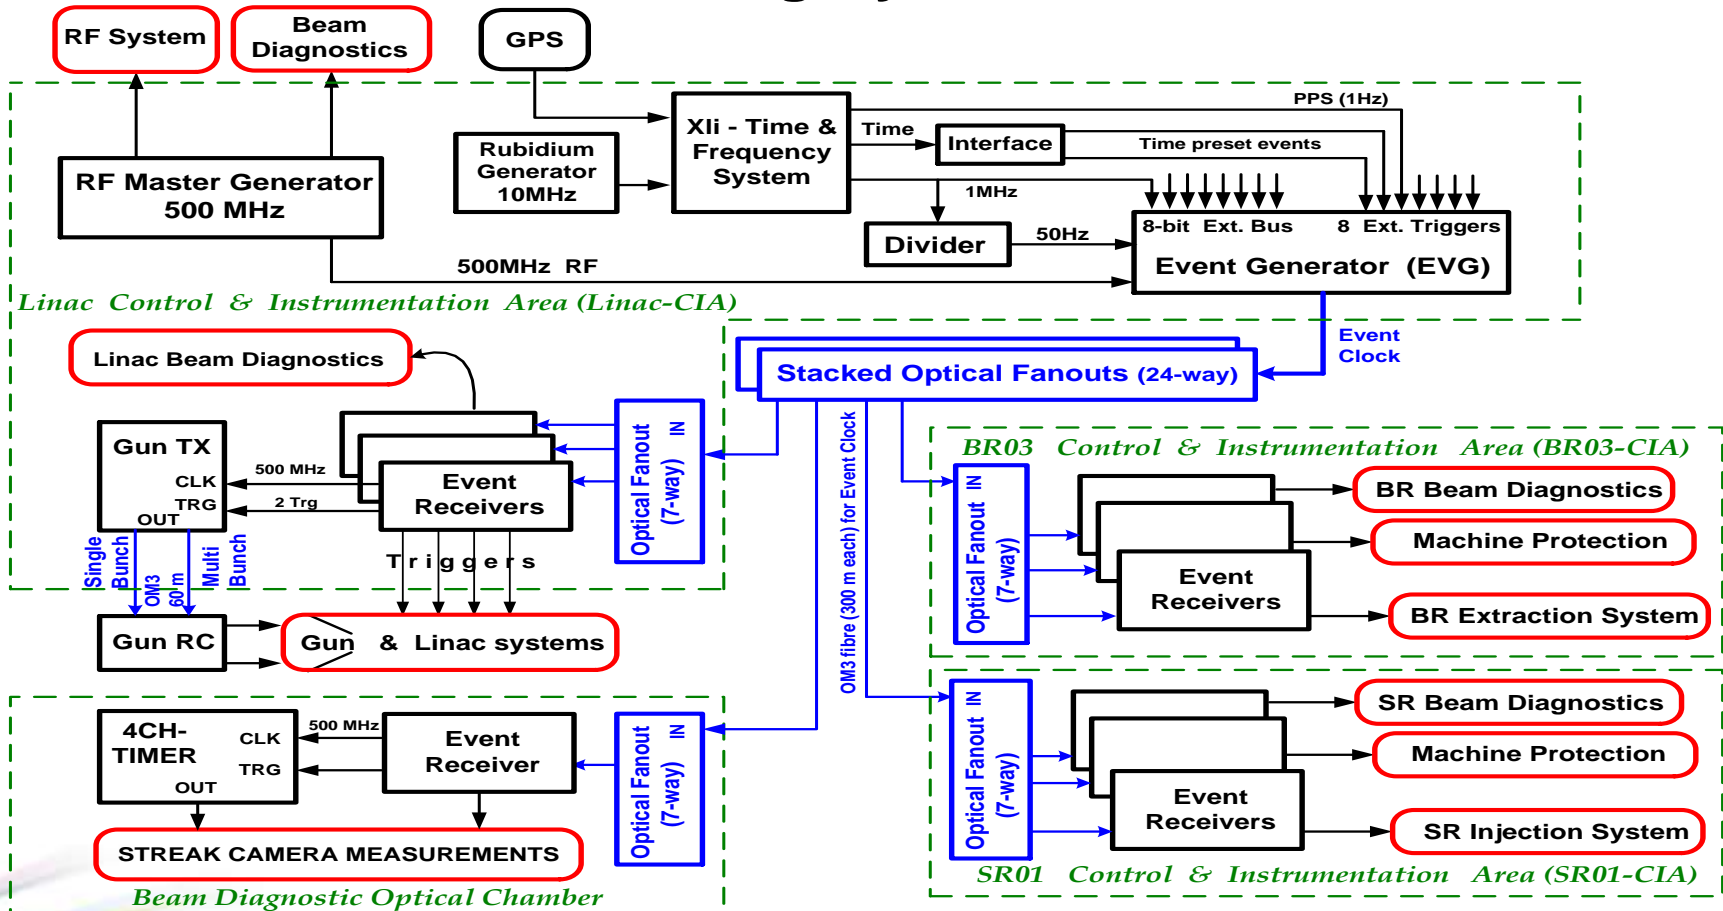 RF System
Beam
Diagnostics
GPS
RF Master Generator
500 MHz
Rubidium
Generator
10MHz
Xli - Time &
Frequency
System
PPS (1Hz)
Time
Interface
Time preset events
1MHz
Divider
50Hz
8-bit Ext. Bus
8 Ext. Triggers
Event Generator (EVG)
500MHz RF
Linac Control & Instrumentation Area (Linac-CIA)
Event
Clock
Stacked Optical Fanouts (24-way)
Linac Beam Diagnostics
Gun TX
CLK
TRG
OUT
500 MHz
2 Trg
Event
Receivers
Optical Fanout IN
(7-way)
Triggers
Single
Bunch
OM3
60 m
Multi
Bunch
Gun RC
Gun & Linac systems
OM3 fibre (300 m each) for Event Clock
BR03 Control & Instrumentation Area (BR03-CIA)
Optical Fanout IN
(7-way)
Event
Receivers
BR Beam Diagnostics
Machine Protection
BR Extraction System
4CH-
TIMER
CLK
TRG
OUT
500 MHz
Event
Receiver
Optical Fanout IN
(7-way)
STREAK CAMERA MEASUREMENTS
Beam Diagnostic Optical Chamber
Optical Fanout IN
(7-way)
Event
Receivers
SR Beam Diagnostics
Machine Protection
SR Injection System
SR01 Control & Instrumentation Area (SR01-CIA)